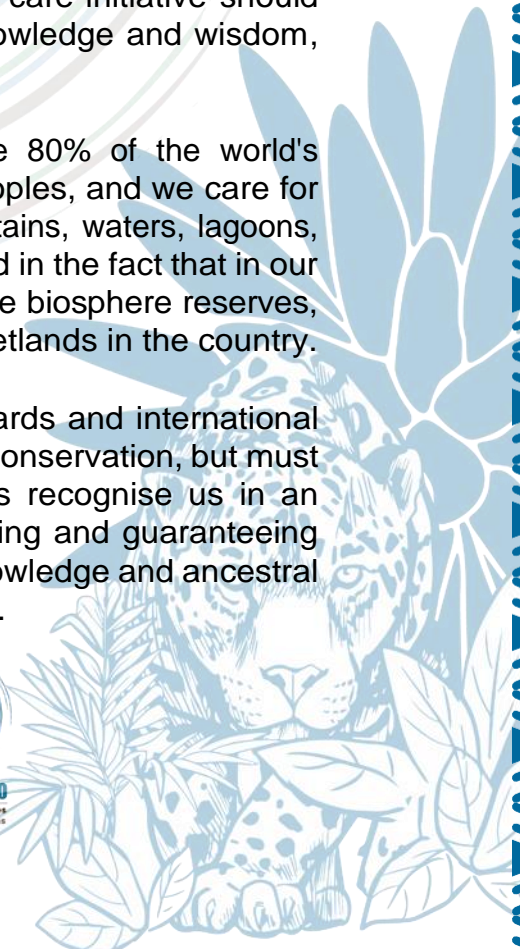 care initiative should
owledge and wisdom,
80% of the world's
oples, and we care for
tains, waters, lagoons,
d in the fact that in our
e biosphere reserves,
etlands in the country.
ards and international
onservation, but must
s recognise us in an
ing and guaranteeing
owledge and ancestral
.